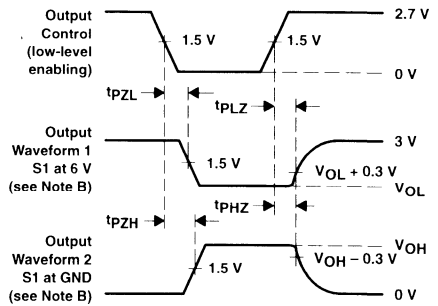 Output
Control
(low-level
enabling)
1.5 V
1.5 V
2.7 V
0 V
tPZL
tPLZ
Output
Waveform 1
S1 at 6 V
(see Note B)
1.5 V
3 V
VOL + 0.3 V
VOL
tPZH
tPHZ
Output
Waveform 2
S1 at GND
(see Note B)
1.5 V
VOH
VOH − 0.3 V
0 V